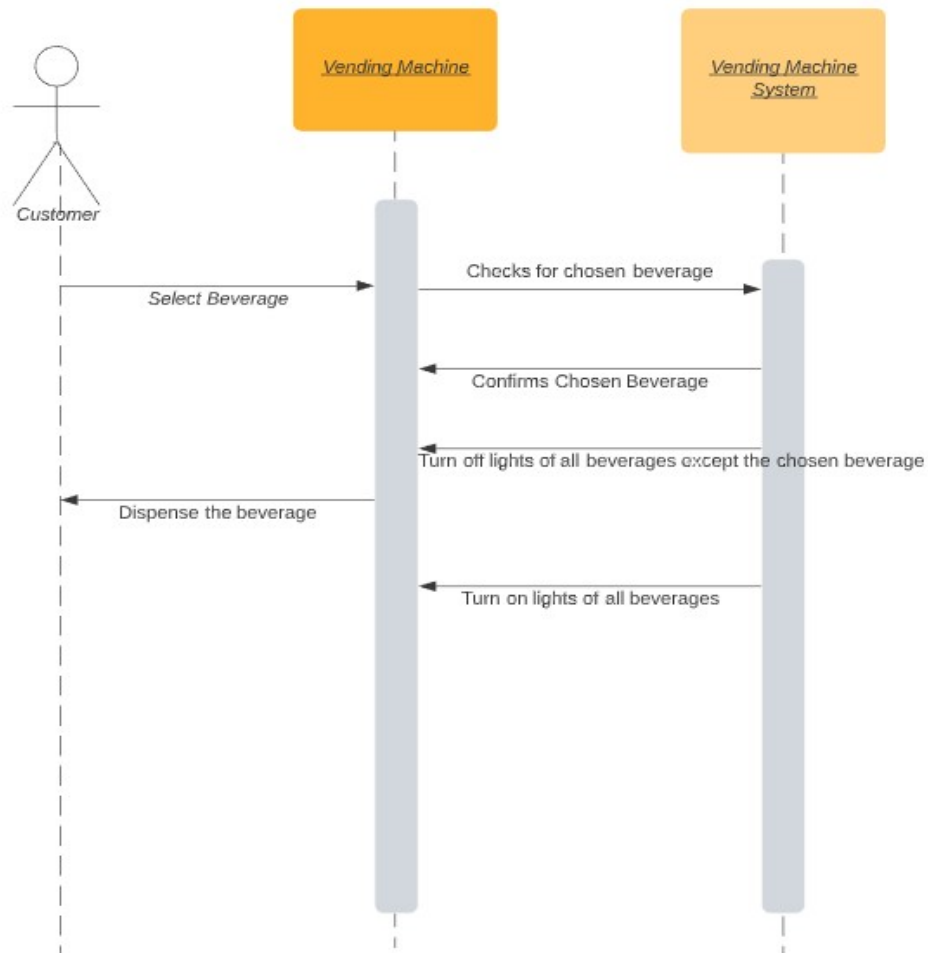 Vending Machine
Vending Machine
System
Customer
Checks for chosen beverage
Select Beverage
Confirms Chosen Beverage
Turn off lights of all beverages except the chosen beverage
Dispense the beverage
Turn on lights of all beverages